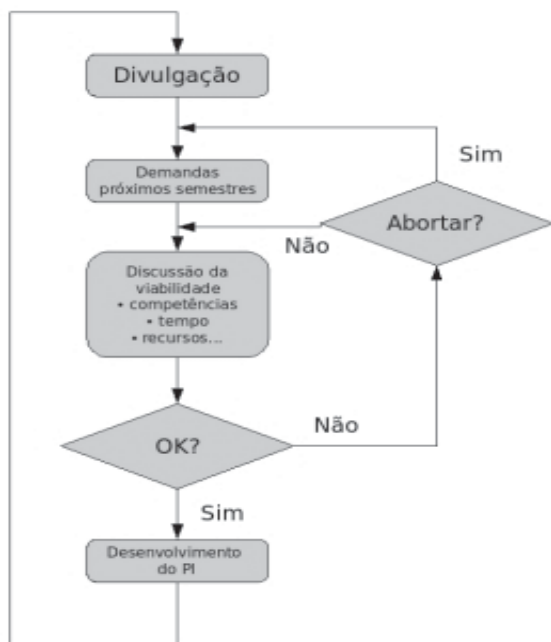 Divulgação
Sim
Demandas
próximos semestres
Abortar?
Não
Discussão da
viabilidade
• competências
• tempo
• recursos...
Não
OK?
Sim
Desenvolvimento
do PI